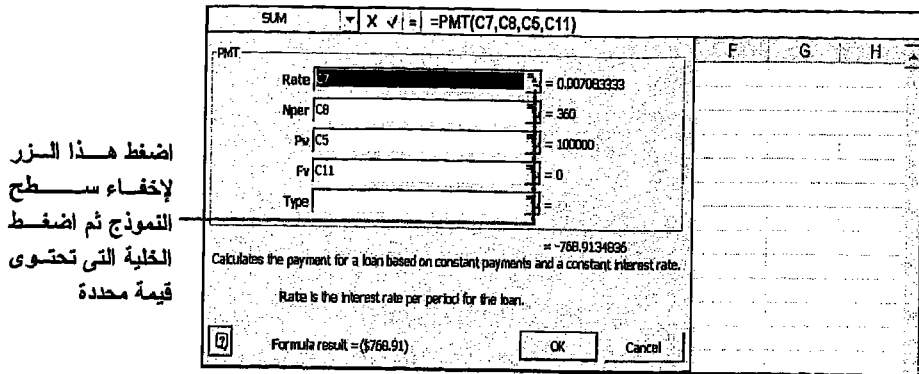 SUM X √ = =PMT(C7,C8,C5,C11)
F G H
PMT
Rate C7 = 0.007083333
Nper C8 = 360
Pv C5 = 100000
Fv C11 = 0
Type =
= -768.9134836
Calculates the payment for a loan based on constant payments and a constant interest rate.
Rate is the interest rate per period for the loan.
Formula result =($768.91)
OK Cancel
اضغط هذا الزر
لإخفاء سطح
النموذج ثم اضغط
الخلية التي تحتوى
قيمة محددة